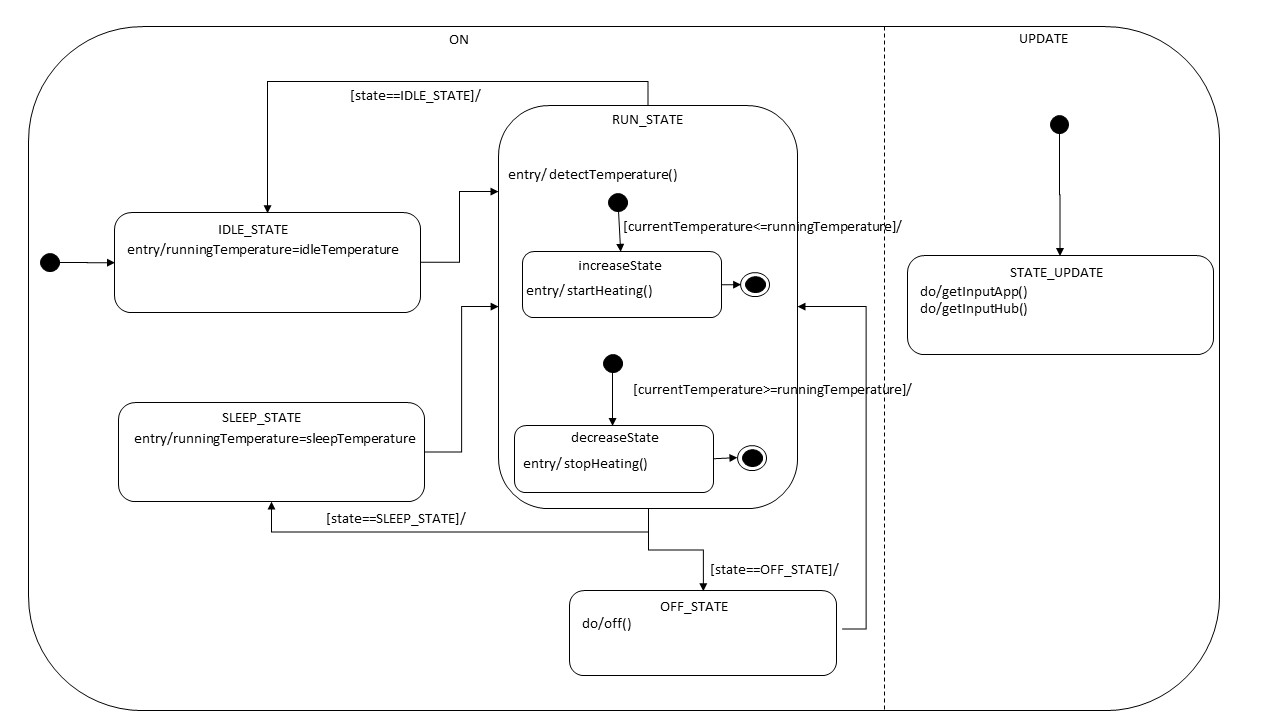 ON
UPDATE
[state==IDLE_STATE]/
RUN_STATE
entry/ detectTemperature()
[currentTemperature<=runningTemperature]/
IDLE_STATE
entry/runningTemperature=idleTemperature
increaseState
entry/ startHeating()
STATE_UPDATE
do/getInputApp()
do/getInputHub()
[currentTemperature>=runningTemperature]/
SLEEP_STATE
entry/runningTemperature=sleepTemperature
decreaseState
entry/ stopHeating()
[state==SLEEP_STATE]/
[state==OFF_STATE]/
OFF_STATE
do/off()